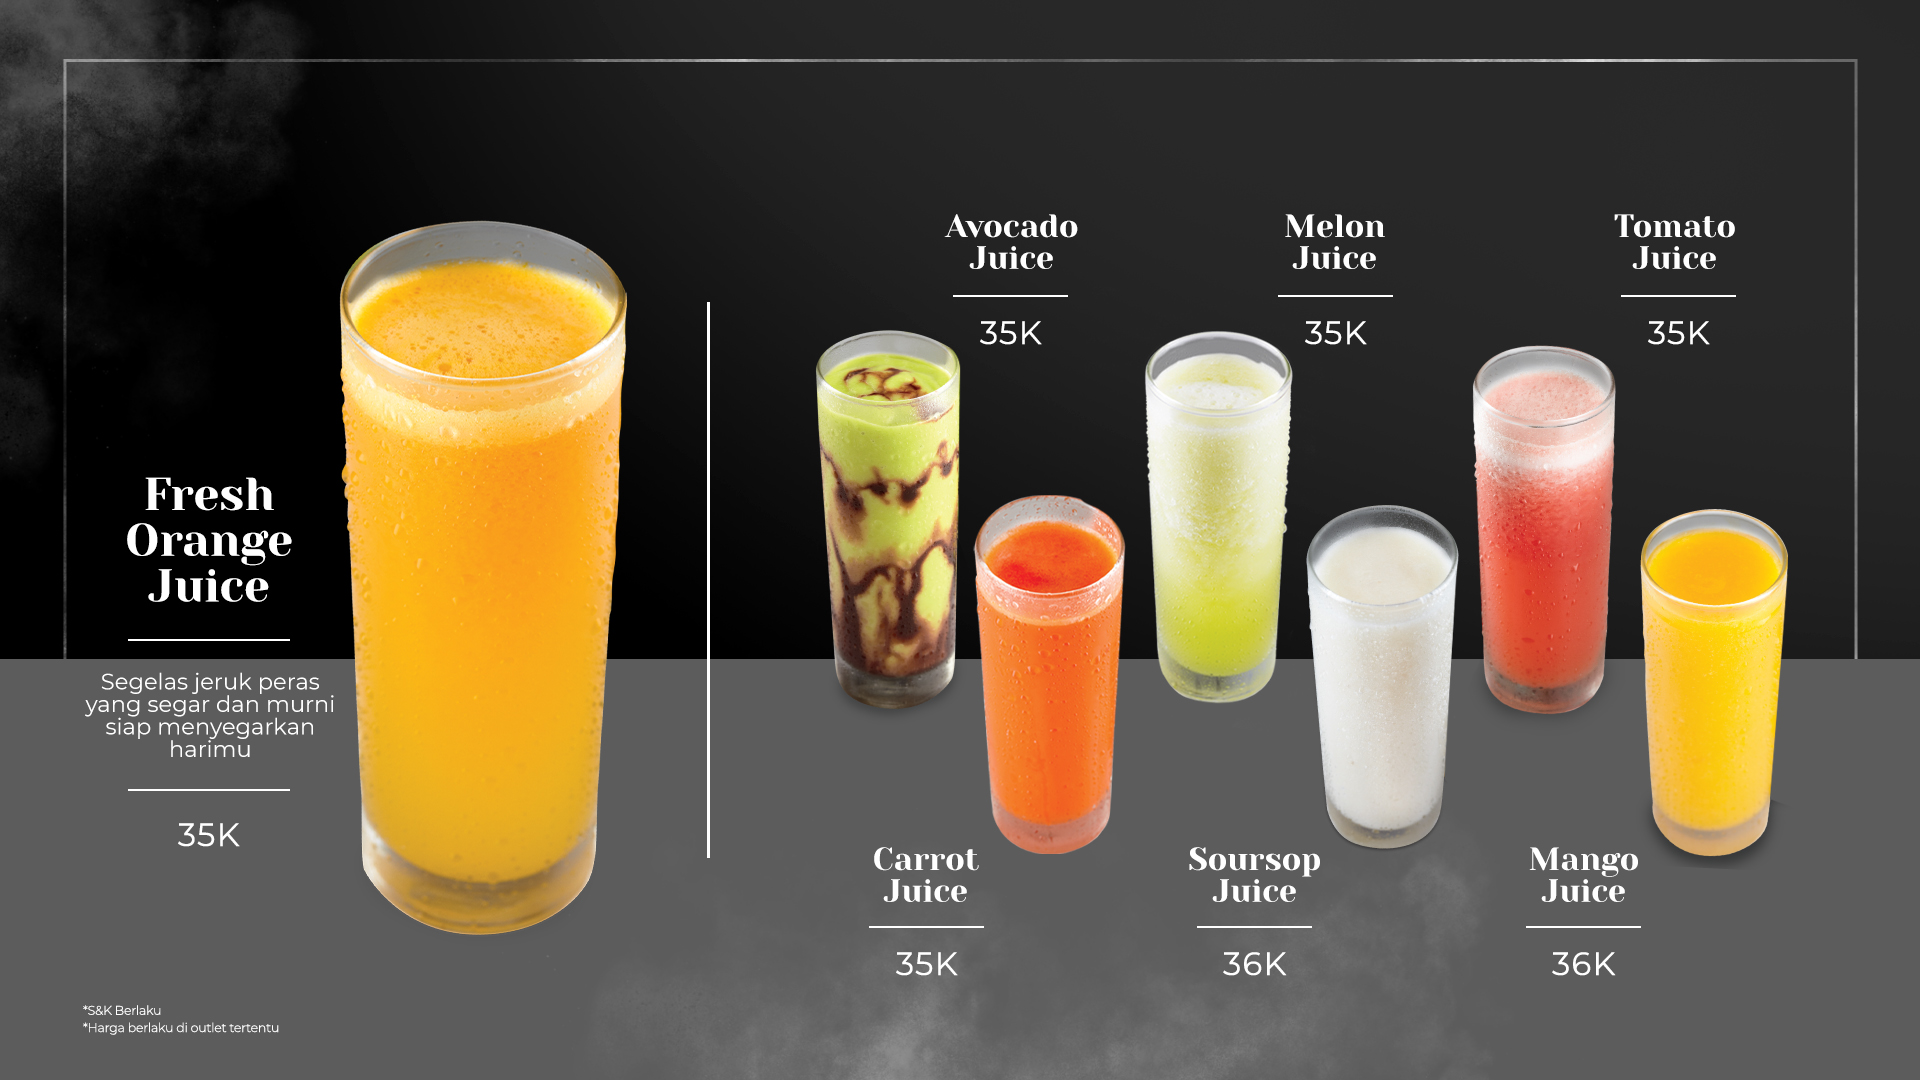 Fresh
Orange
Juice
Segelas jeruk peras
yang segar dan murni
siap menyegarkan
harimu
35K
Avocado
Juice
35K
Melon
Juice
35K
Tomato
Juice
35K
Carrot
Juice
35K
Soursop
Juice
36K
Mango
Juice
36K
*S&K Berlaku
*Harga berlaku di outlet tertentu